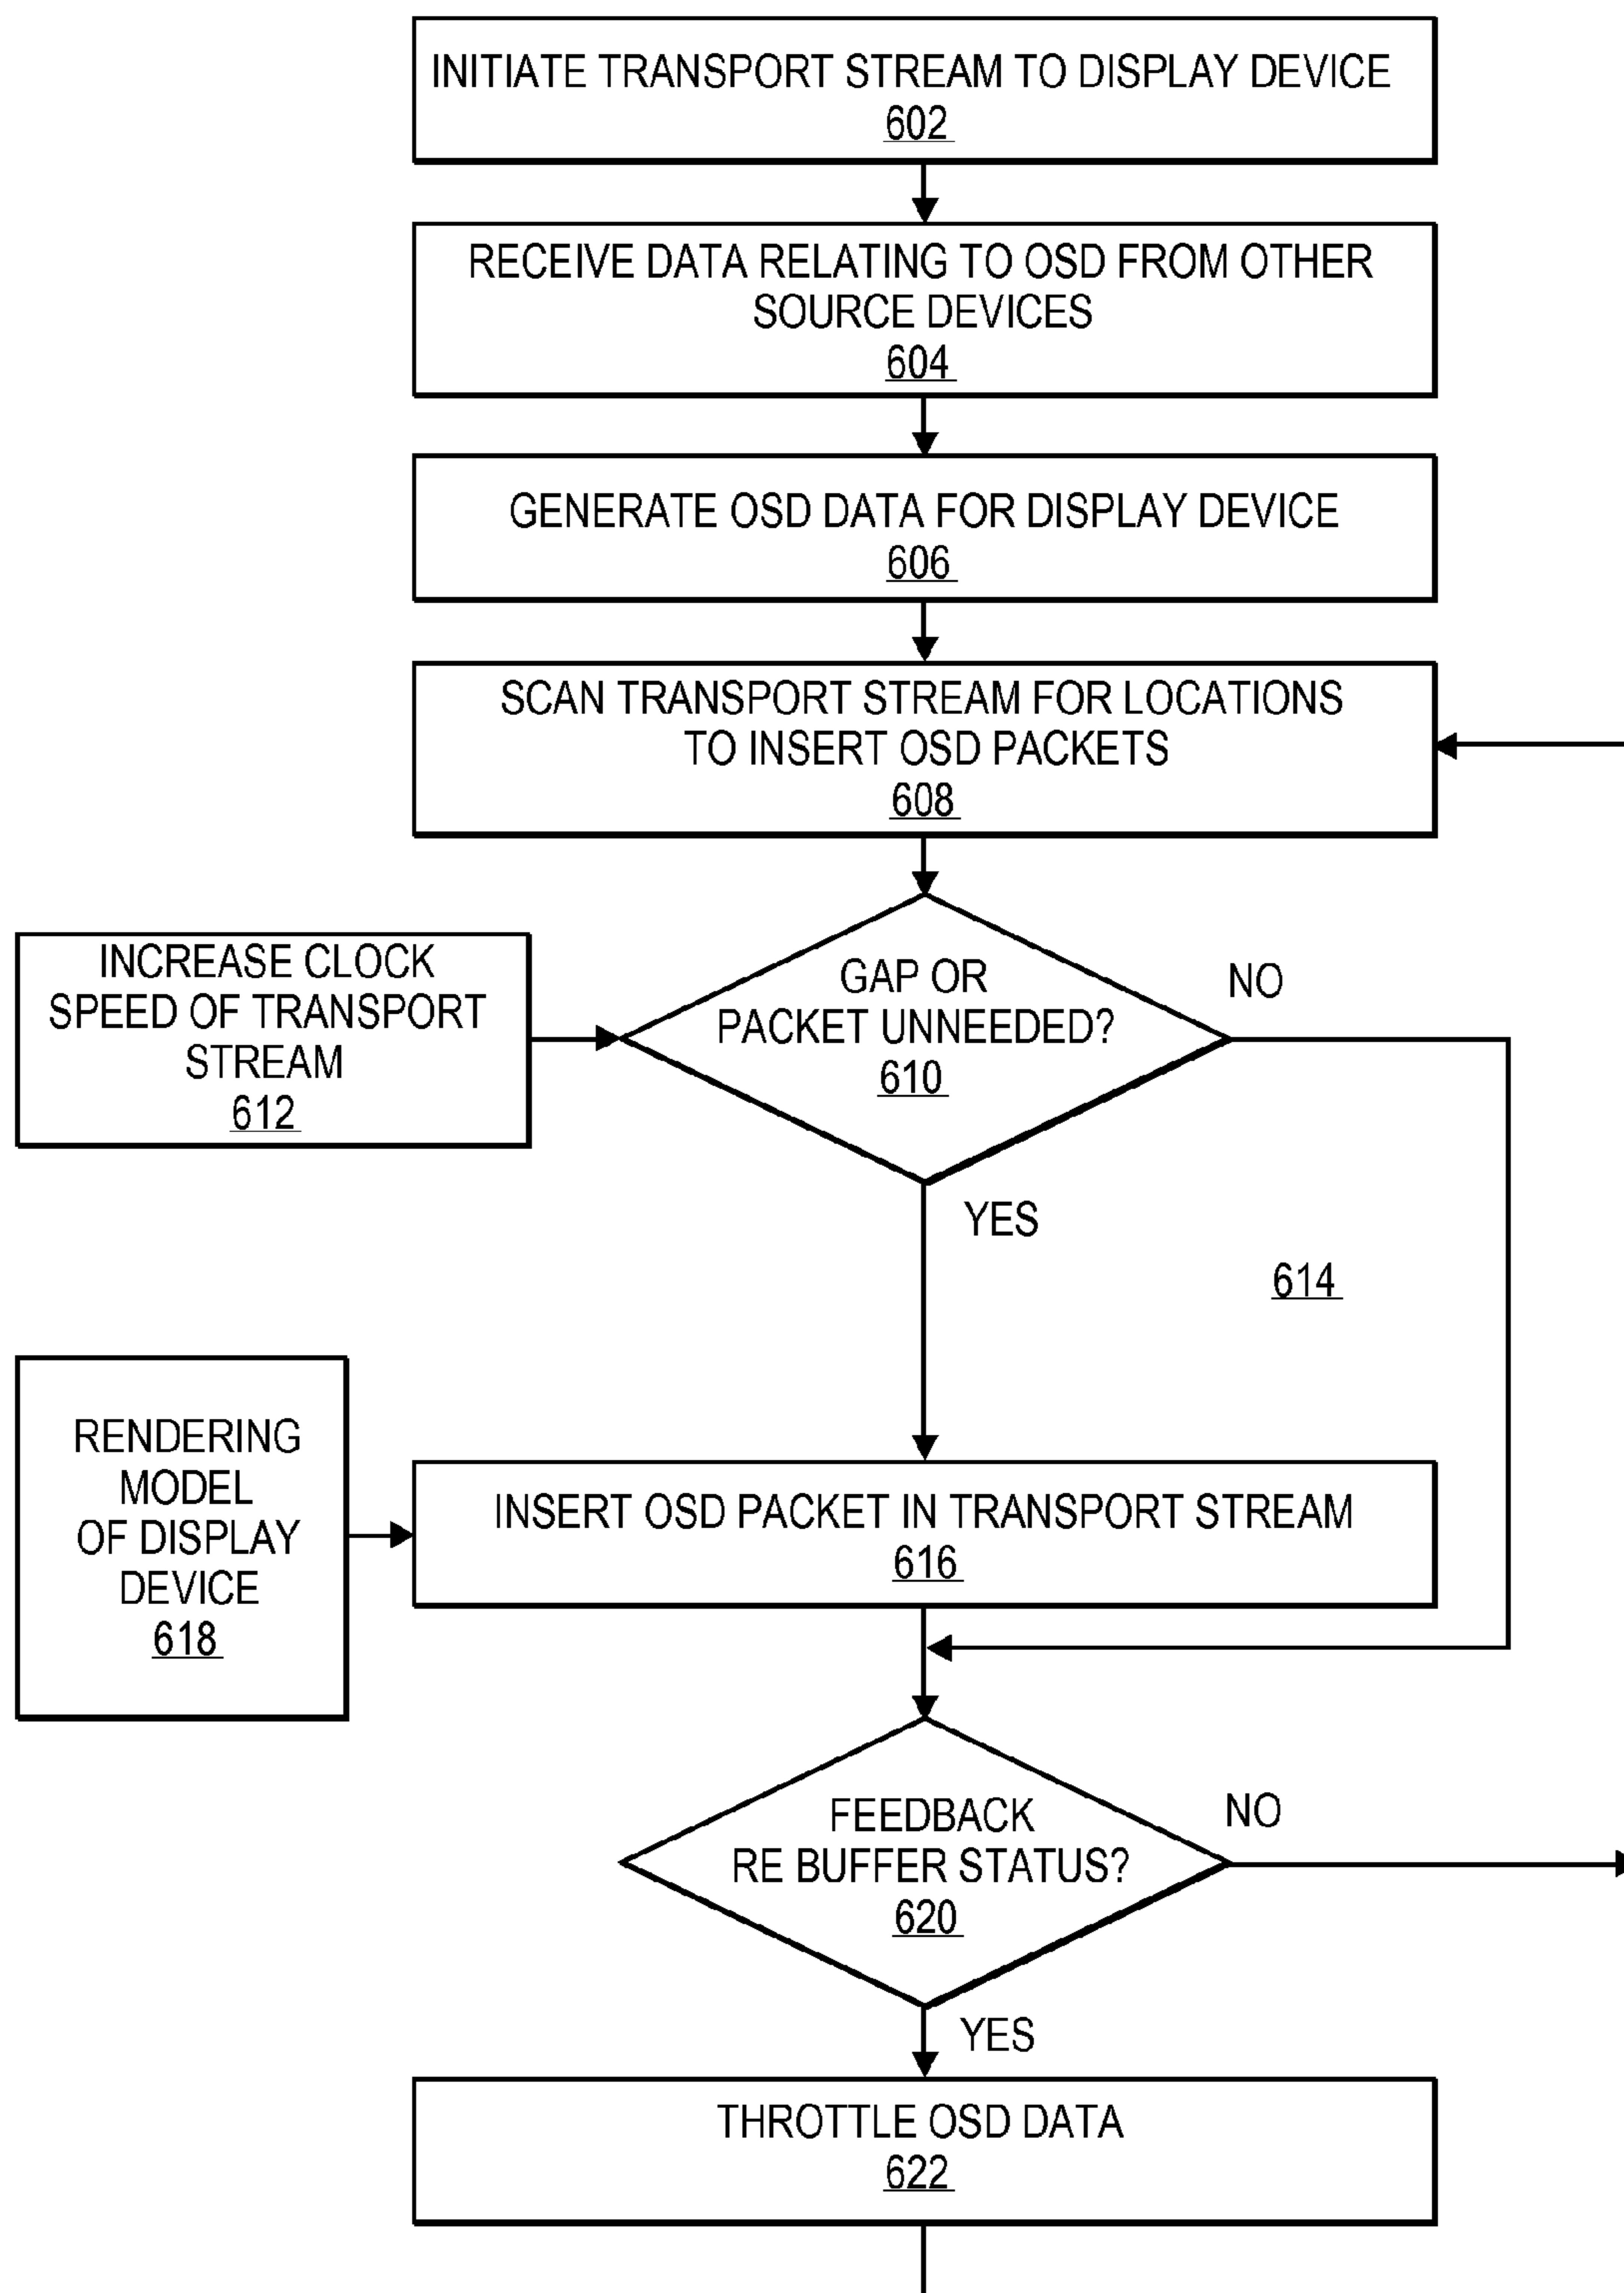 INITIATE TRANSPORT STREAM TO DISPLAY DEVICE
602
RECEIVE DATA RELATING TO OSD FROM OTHER
SOURCE DEVICES
604
GENERATE OSD DATA FOR DISPLAY DEVICE
606
SCAN TRANSPORT STREAM FOR LOCATIONS
TO INSERT OSD PACKETS
608
INCREASE CLOCK
SPEED OF TRANSPORT
STREAM
612
GAP OR
PACKET UNNEEDED?
610
NO
YES
614
RENDERING
MODEL
OF DISPLAY
DEVICE
618
INSERT OSD PACKET IN TRANSPORT STREAM
616
FEEDBACK
RE BUFFER STATUS?
620
NO
YES
THROTTLE OSD DATA
622